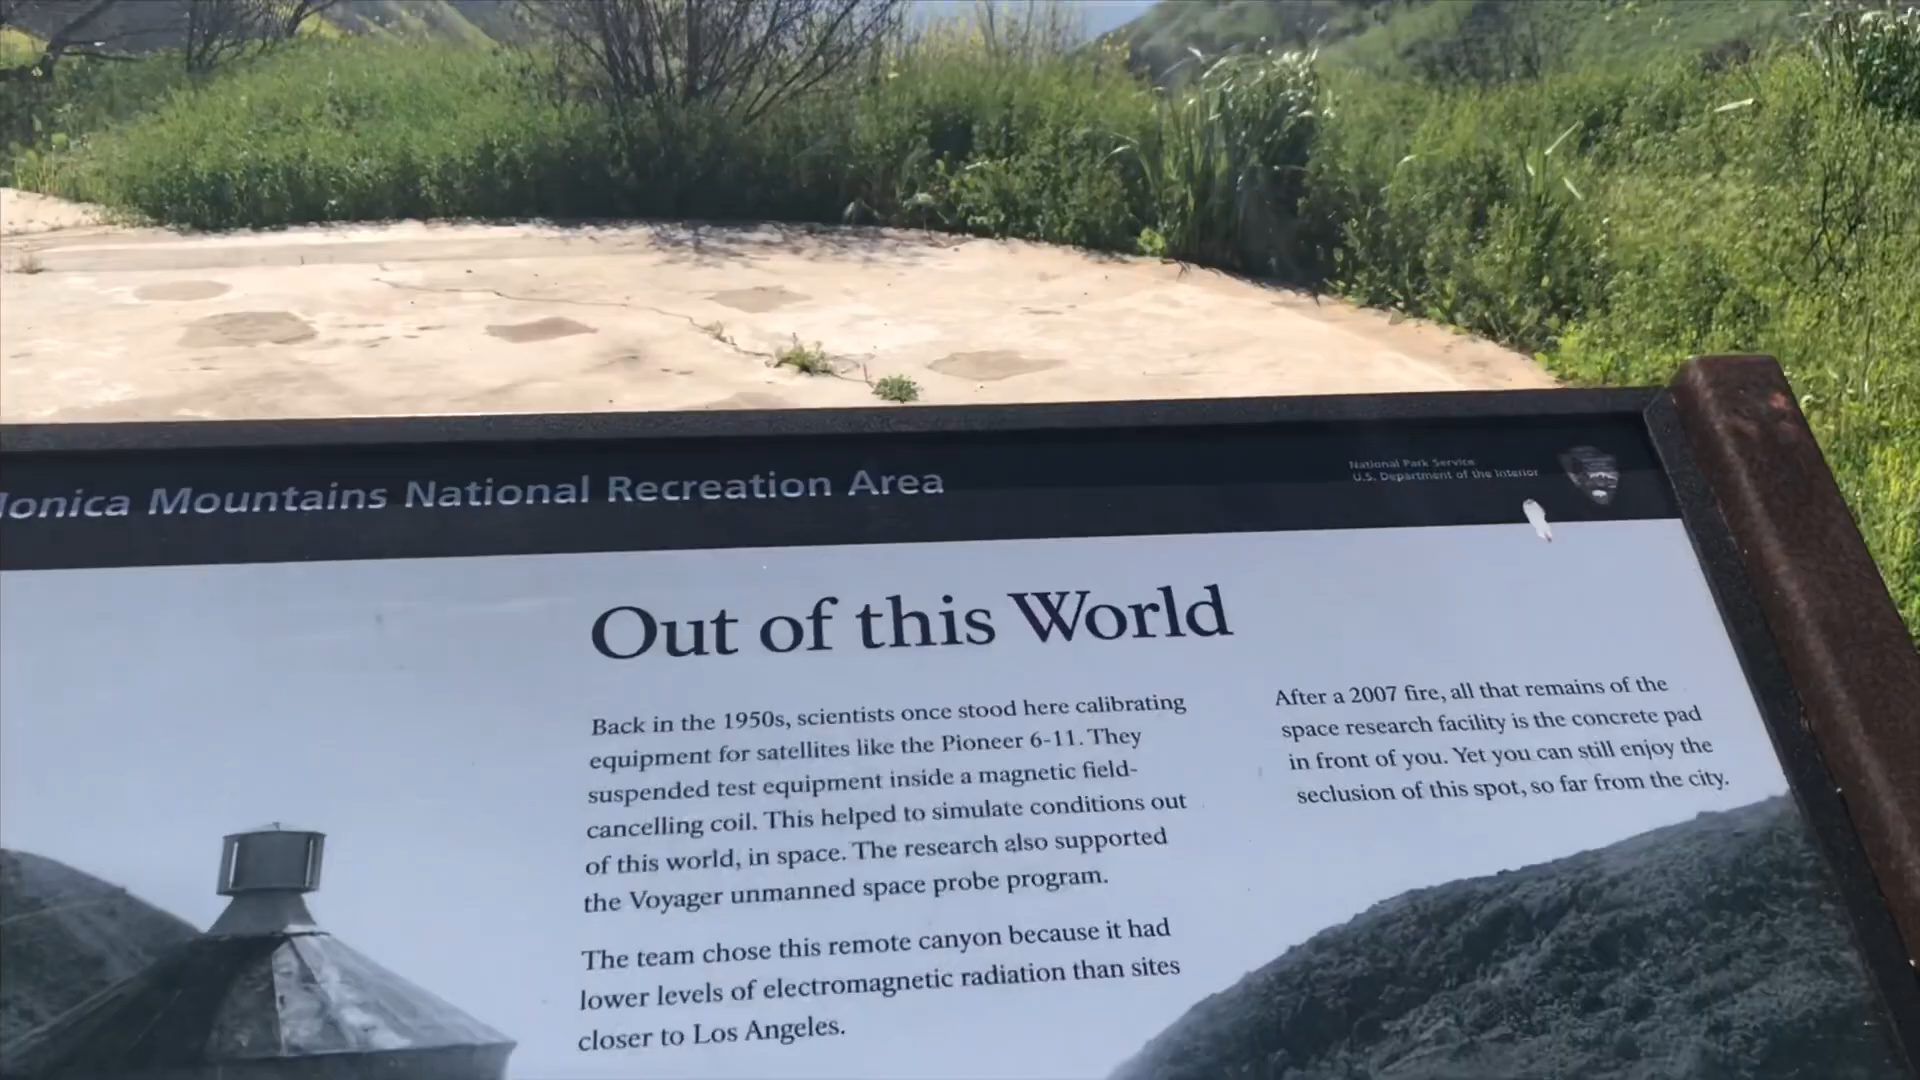 Monica Mountains National Recreation Area
National Park Service
U.S. Department of the Interior
Out of this World
Back in the 1950s, scientists once stood here calibrating
equipment for satellites like the Pioneer 6-11. They
suspended test equipment inside a magnetic field-
cancelling coil. This helped to simulate conditions out
of this world, in space. The research also supported
the Voyager unmanned space probe program.
The team chose this remote canyon because it had
lower levels of electromagnetic radiation than sites
closer to Los Angeles.
After a 2007 fire, all that remains of the
space research facility is the concrete pad
in front of you. Yet you can still enjoy the
seclusion of this spot, so far from the city.